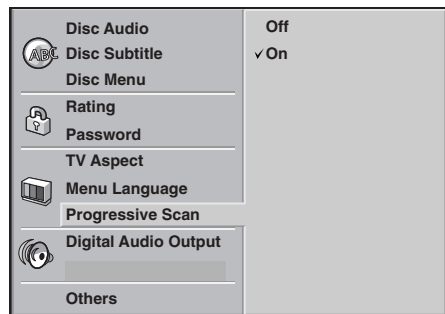 Disc Audio
Disc Subtitle
Disc Menu
Rating
Password
TV Aspect
Menu Language
Progressive Scan
Digital Audio Output
Others
Off
✓ On
ABC